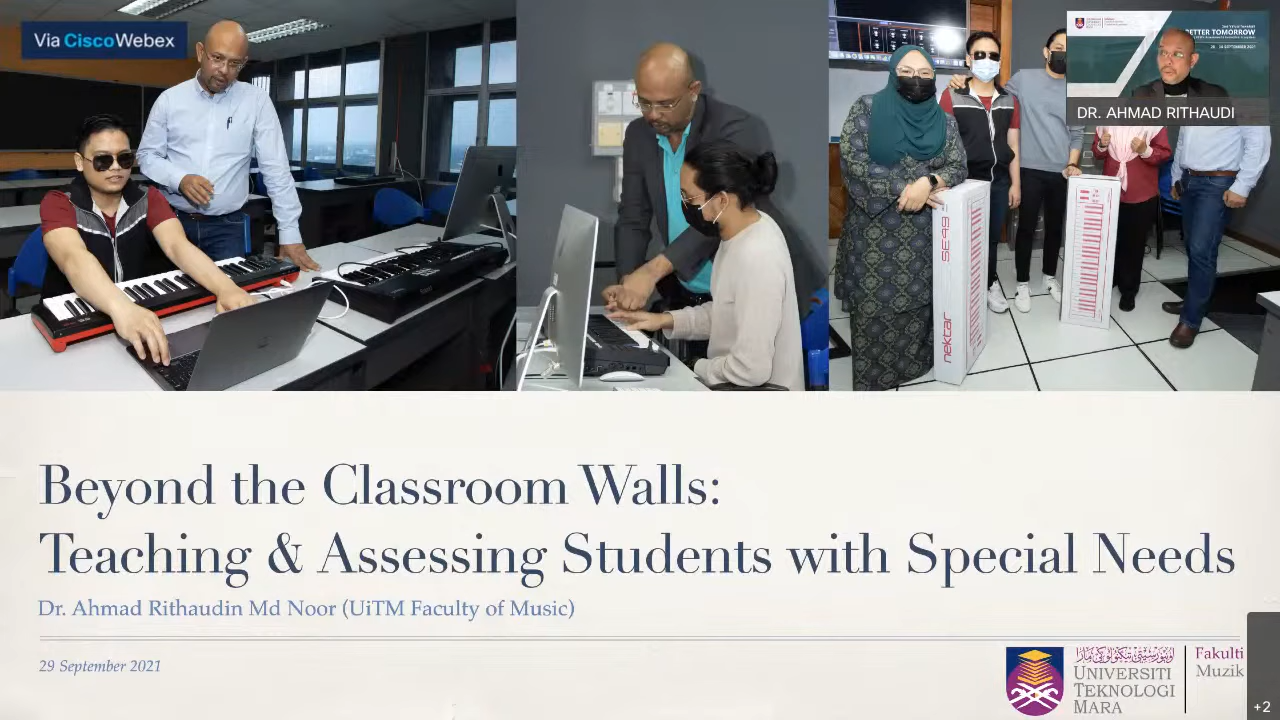 Via CiscoWebex
BETTER TOMORROW
DR. AHMAD RITHAUDI
SE49
nektar
Beyond the Classroom Walls:
Teaching & Assessing Students with Special Needs
Dr. Ahmad Rithaudin Md Noor (UiTM Faculty of Music)
29 September 2021
UNIVERSITI
TEKNOLOGI
MARA
Fakulti
Muzik
+2